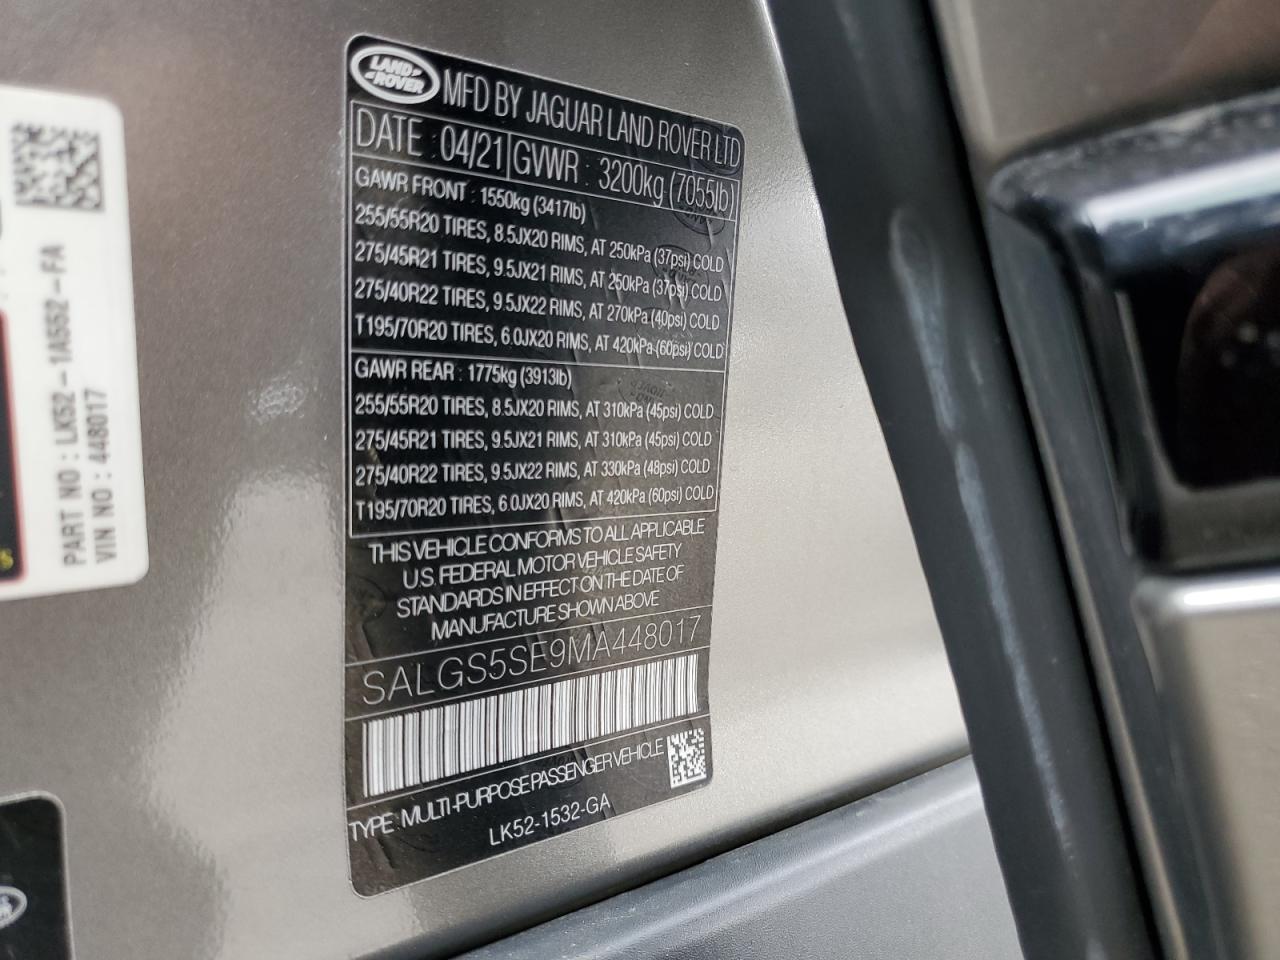 LAND
ROVER
MFD BY JAGUAR LAND ROVER LTD
DATE : 04/21 GVWR : 3200kg (7055lb)
GAWR FRONT : 1550kg (3417lb)
255/55R20 TIRES, 8.5JX20 RIMS, AT 250kPa (37psi) COLD
275/45R21 TIRES, 9.5JX21 RIMS, AT 250kPa (37psi) COLD
275/40R22 TIRES, 9.5JX22 RIMS, AT 270kPa (40psi) COLD
T195/70R20 TIRES, 6.0JX20 RIMS, AT 420kPa (60psi) COLD
GAWR REAR : 1775kg (3913lb)
255/55R20 TIRES, 8.5JX20 RIMS, AT 310kPa (45psi) COLD
275/45R21 TIRES, 9.5JX21 RIMS, AT 310kPa (45psi) COLD
275/40R22 TIRES, 9.5JX22 RIMS, AT 330kPa (48psi) COLD
T195/70R20 TIRES, 6.0JX20 RIMS, AT 420kPa (60psi) COLD
THIS VEHICLE CONFORMS TO ALL APPLICABLE
U.S. FEDERAL MOTOR VEHICLE SAFETY
STANDARDS IN EFFECT ON THE DATE OF
MANUFACTURE SHOWN ABOVE
SALGS5SE9MA448017
TYPE : MULTI-PURPOSE PASSENGER VEHICLE
LK52-1532-GA
PART NO : LK52-1A552-FA
VIN NO : 448017